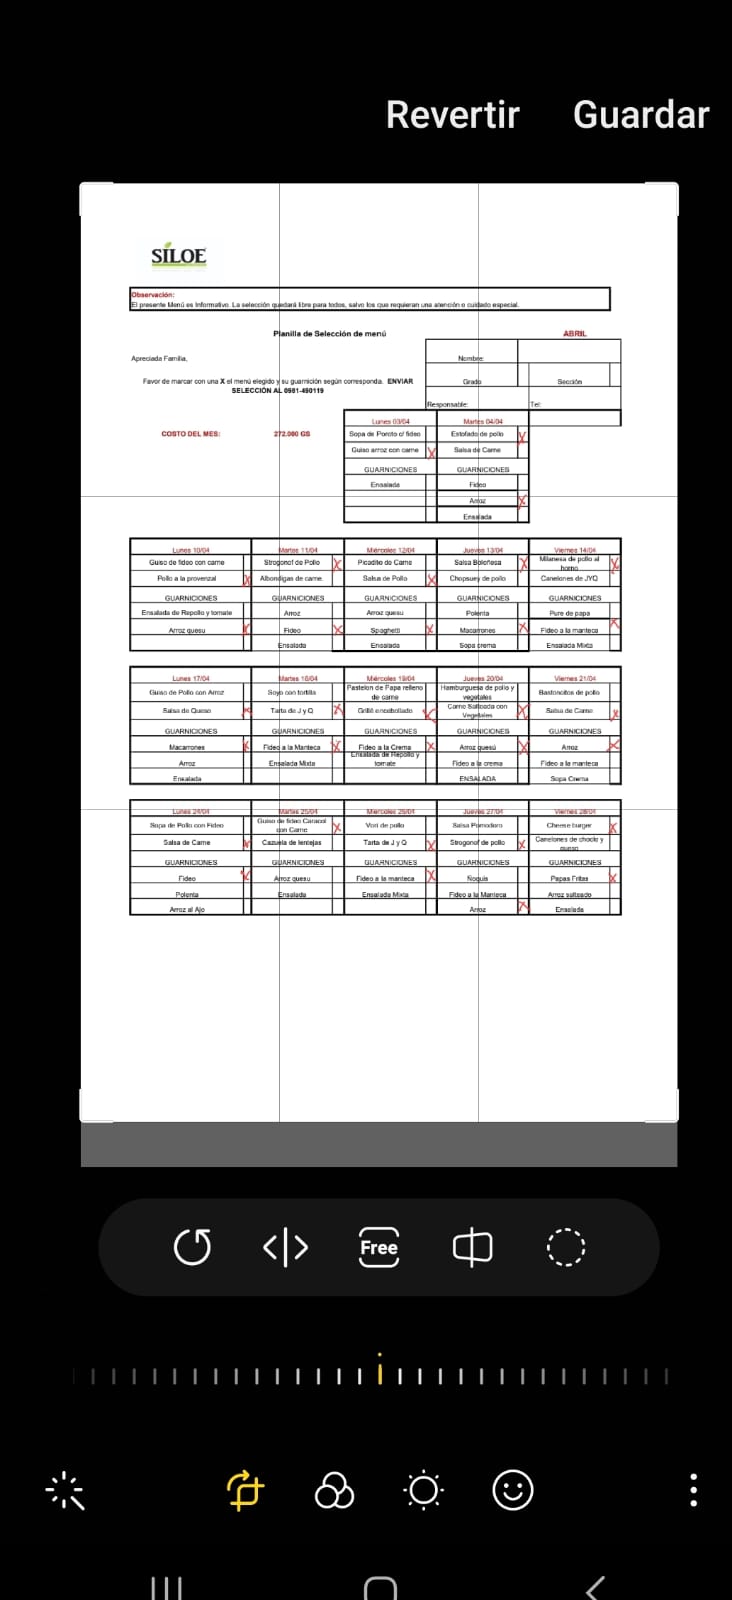 Revertir Guardar
SILOE
Observación:
El presente Menú es Informativo. La selección quedará libre para todos, salvo los que requieran una atención o cuidado especial.
Planilla de Selección de menú ABRIL
Apreciada Familia, Nombre:
Favor de marcar con una X el menú elegido y su guarnición según corresponda. ENVIAR Grado Sección
SELECCIÓN AL 0981-490119
Responsable: Tel:
Lunes 03/04 Martes 04/04
COSTO DEL MES: 272.000 GS Sopa de Poroto c/ fideo Estofado de pollo X
Guiso arroz con carne X Salsa de Carne
GUARNICIONES GUARNICIONES
Ensalada Fideo
Arroz X
Ensalada
Lunes 10/04 Martes 11/04 Miércoles 12/04 Jueves 13/04 Viernes 14/04
Guiso de fideo con carne Strogonof de Pollo X Picadito de Carne Salsa Boloñesa X Milanesa de pollo al horno X
Pollo a la provenzal X Albondigas de carne. Salsa de Pollo X Chopsuey de pollo Canelones de JYQ
GUARNICIONES GUARNICIONES GUARNICIONES GUARNICIONES GUARNICIONES
Ensalada de Repollo y tomate Arroz Arroz quesu Polenta Pure de papa X
Arroz quesu X Fideo X Spaghetti X Macarrones X Fideo a la manteca
Ensalada Ensalada Sopa crema Ensalada Mixta
Lunes 17/04 Martes 18/04 Miércoles 19/04 Jueves 20/04 Viernes 21/04
Guiso de Pollo con Arroz Soyo con tortilla Pastelon de Papa relleno de carne Hamburguesa de pollo y vegetales Bastoncitos de pollo
Salsa de Queso X Tarta de J y Q X Grillé encebollado X Carne Salteada con Vegetales X Salsa de Carne X
GUARNICIONES GUARNICIONES GUARNICIONES GUARNICIONES GUARNICIONES
Macarrones X Fideo a la Manteca X Fideo a la Crema X Arroz quesú X Arroz X
Arroz Ensalada Mixta Ensalada de Repollo y tomate Fideo a la crema Fideo a la manteca
Ensalada ENSALADA Sopa Crema
Lunes 24/04 Martes 25/04 Miércoles 26/04 Jueves 27/04 Viernes 28/04
Sopa de Pollo con Fideo Guiso de fideo Caracol con Carne X Vori de pollo Salsa Pomodoro Cheese burger X
Salsa de Carne X Cazuela de lentejas Tarta de J y Q X Strogonof de pollo X Canelones de choclo y queso
GUARNICIONES GUARNICIONES GUARNICIONES GUARNICIONES GUARNICIONES
Fideo X Arroz quesu Fideo a la manteca X Ñoquis Papas Fritas X
Polenta Ensalada Ensalada Mixta Fideo a la Manteca Arroz salteado
Arroz al Ajo Arroz X Ensalada
Free